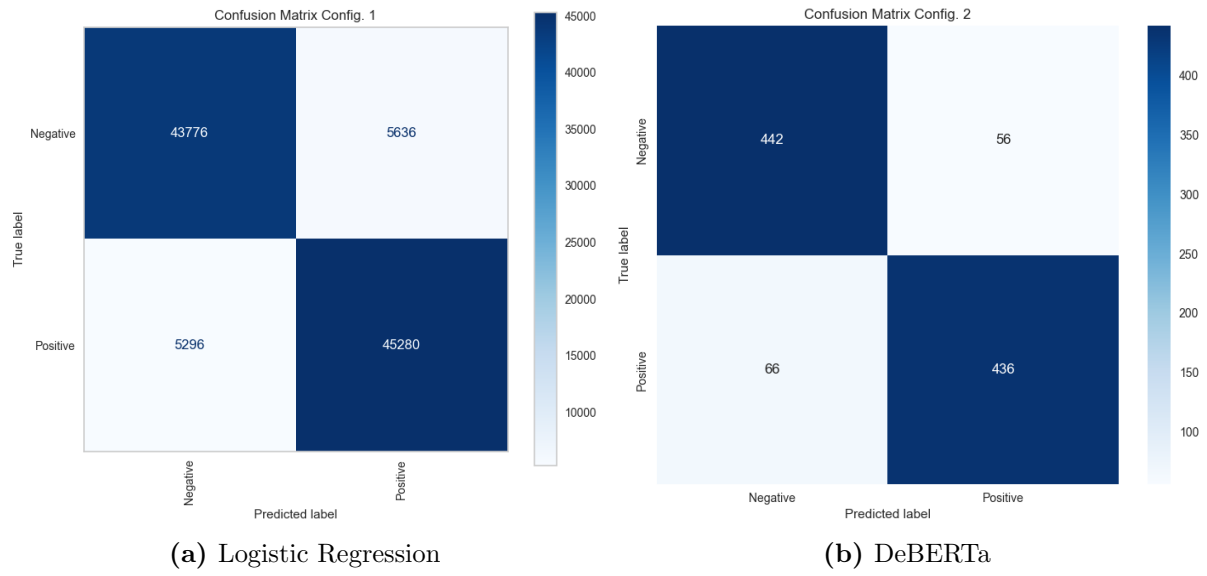 Confusion Matrix Config. 1
True label
Negative
Positive
43776 5636
5296 45280
Negative Positive
Predicted label
45000
40000
35000
30000
25000
20000
15000
10000
(a) Logistic Regression
Confusion Matrix Config. 2
True label
Negative
Positive
442 56
66 436
Negative Positive
Predicted label
400
350
300
250
200
150
100
(b) DeBERTa